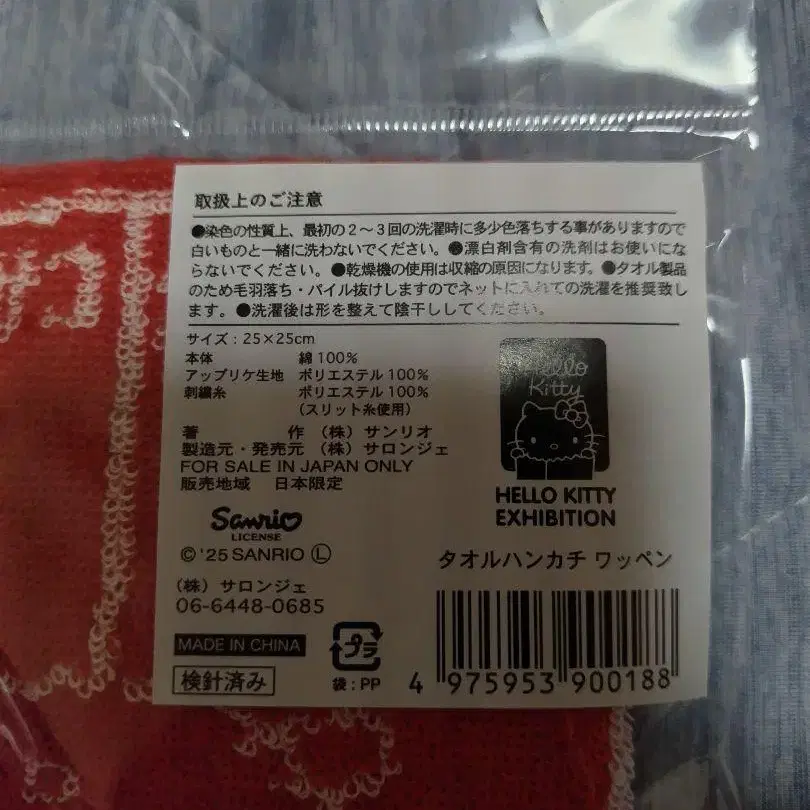 取扱上のご注意
●染色の性質上、最初の2～3回の洗濯時に多少色落ちする事がありますので
白いものと一緒に洗わないでください。●漂白剤含有の洗剤はお使いにな
らないでください。●乾燥機の使用は収縮の原因になります。●タオル製品
のため毛羽落ち・パイル抜けしますのでネットに入れての洗濯を推奨致し
ます。●洗濯後は形を整えて陰干ししてください。
サイズ：25×25cm
本体 綿100%
アップリケ生地 ポリエステル100%
刺繍糸 ポリエステル100%
（スリット糸使用）
著 作 （株）サンリオ
製造元・発売元 （株）サロンジェ
FOR SALE IN JAPAN ONLY
販売地域 日本限定
Sanrio
LICENSE
©'25 SANRIO Ⓛ
（株）サロンジェ
06-6448-0685
MADE IN CHINA
検針済み
プラ
袋：PP
Hello
Kitty
HELLO KITTY
EXHIBITION
タオルハンカチ ワッペン
4 975953 900188